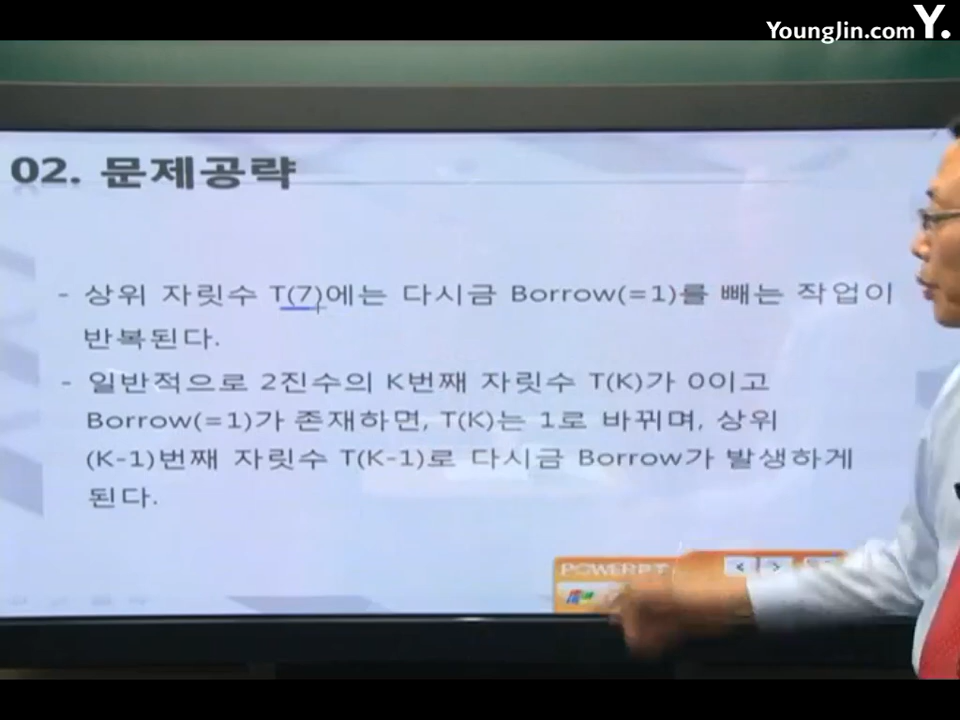 YoungJin.com Y.
02. 문제공략
- 상위 자릿수 T(7)에는 다시금 Borrow(=1)를 빼는 작업이
반복된다.
- 일반적으로 2진수의 K번째 자릿수 T(K)가 0이고
Borrow(=1)가 존재하면, T(K)는 1로 바뀌며, 상위
(K-1)번째 자릿수 T(K-1)로 다시금 Borrow가 발생하게
된다.
POWERPT